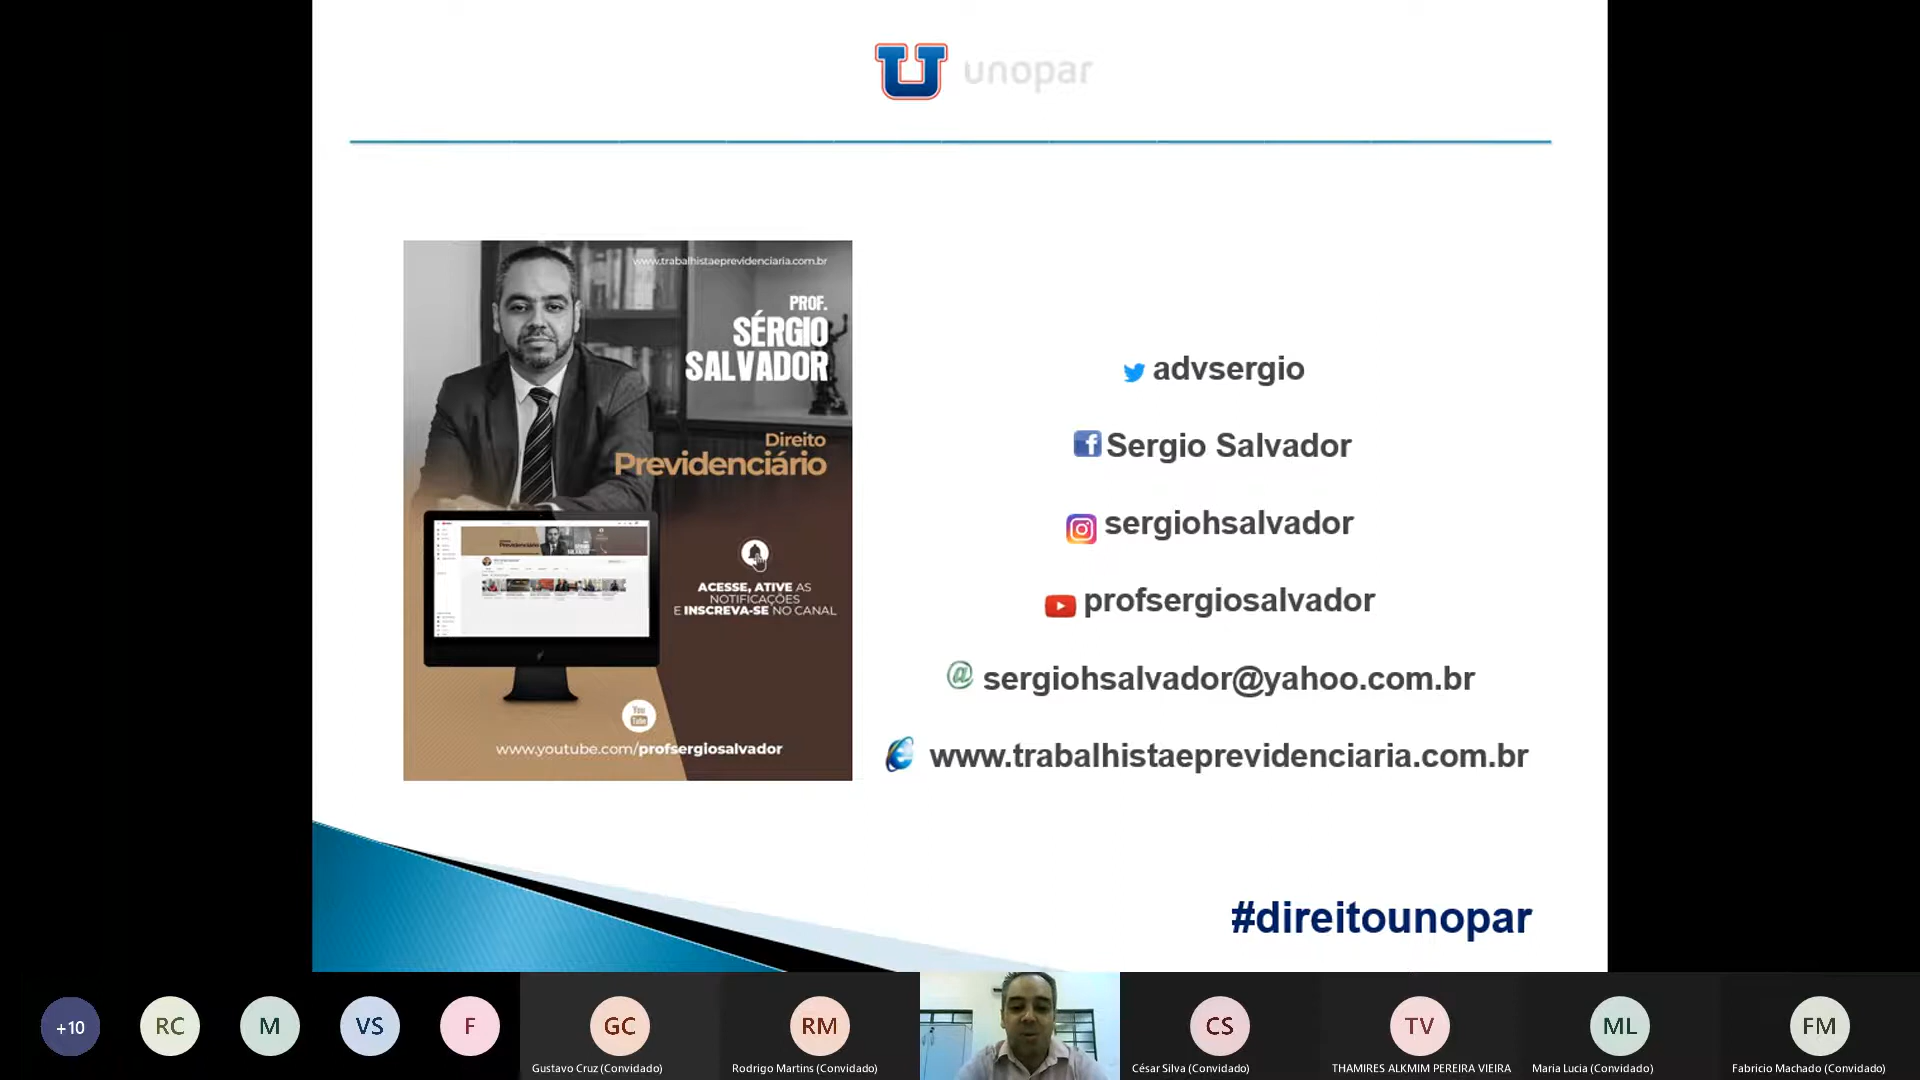 unopar
www.trabalhistaeprevidenciaria.com.br
PROF.
SÉRGIO
SALVADOR
Direito
Previdenciário
ACESSE, ATIVE AS
NOTIFICAÇÕES
E INSCREVA-SE NO CANAL
You
Tube
www.youtube.com/profsergiosalvador
advsergio
Sergio Salvador
sergiohsalvador
profsergiosalvador
@ sergiohsalvador@yahoo.com.br
www.trabalhistaeprevidenciaria.com.br
#direitounopar
+10
RC
M
VS
F
GC
Gustavo Cruz (Convidado)
RM
Rodrigo Martins (Convidado)
CS
César Silva (Convidado)
TV
THAMIRES ALKMIM PEREIRA VIEIRA
ML
Maria Lucia (Convidado)
FM
Fabricio Machado (Convidado)